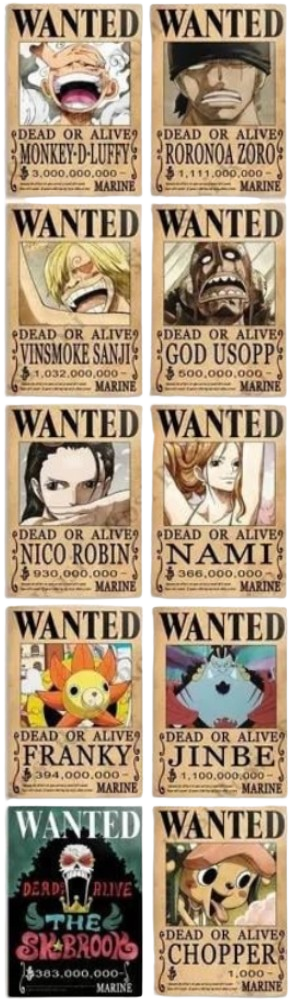 WANTED
DEAD OR ALIVE
MONKEY·D·LUFFY
฿3,000,000,000–
MARINE
WANTED
DEAD OR ALIVE
RORONOA ZORO
฿1,111,000,000–
MARINE
WANTED
DEAD OR ALIVE
VINSMOKE SANJI
฿1,032,000,000–
MARINE
WANTED
DEAD OR ALIVE
GOD USOPP
฿500,000,000–
MARINE
WANTED
DEAD OR ALIVE
NICO ROBIN
฿930,000,000–
MARINE
WANTED
DEAD OR ALIVE
NAMI
฿366,000,000–
MARINE
WANTED
DEAD OR ALIVE
FRANKY
฿394,000,000–
MARINE
WANTED
DEAD OR ALIVE
JINBE
฿1,100,000,000–
MARINE
WANTED
DEAD ALIVE
THE
SK★BROOK
฿383,000,000–
MARINE
WANTED
DEAD OR ALIVE
CHOPPER
฿1,000–
MARINE